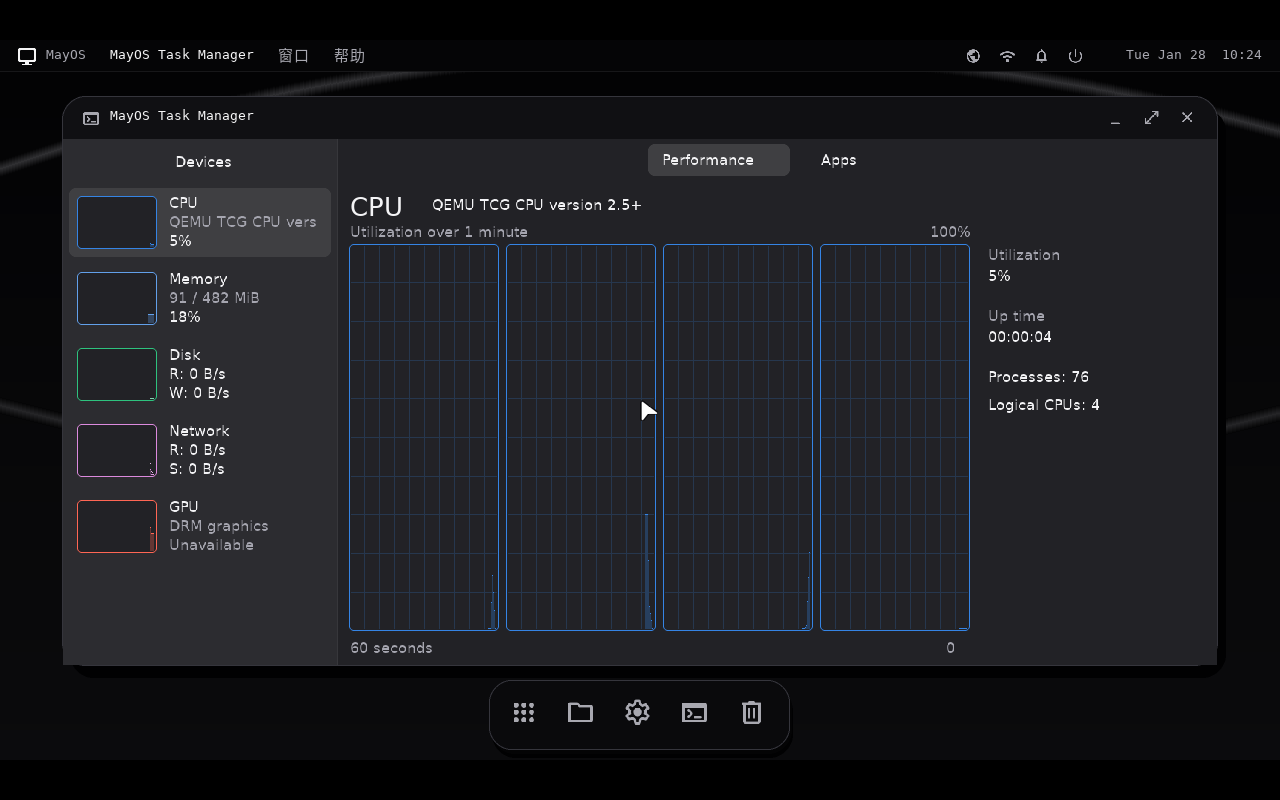 MayOS MayOS Task Manager 窗口 帮助 Tue Jan 28 10:24
MayOS Task Manager
Devices
Performance Apps
CPU
QEMU TCG CPU vers
5%
Memory
91 / 482 MiB
18%
Disk
R: 0 B/s
W: 0 B/s
Network
R: 0 B/s
S: 0 B/s
GPU
DRM graphics
Unavailable
CPU QEMU TCG CPU version 2.5+
Utilization over 1 minute 100%
60 seconds 0
Utilization
5%
Up time
00:00:04
Processes: 76
Logical CPUs: 4